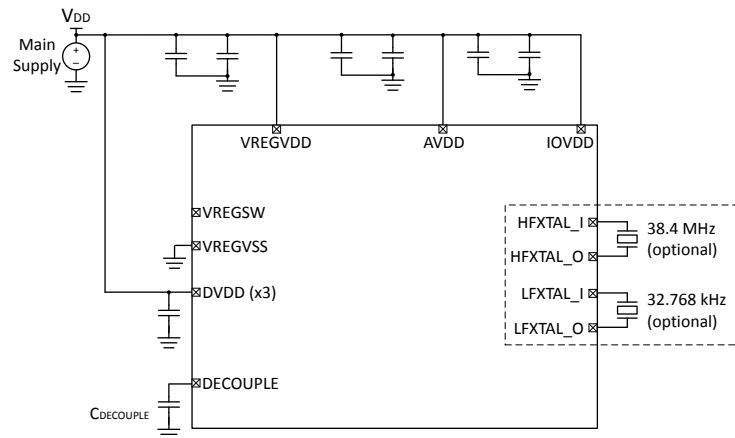 VDD
Main
Supply
+
–
VREGVDD
AVDD
IOVDD
VREGSW
VREGVSS
DVDD (x3)
DECOUPLE
CDECOUPLE
HFXTAL_I
HFXTAL_O
38.4 MHz
(optional)
LFXTAL_I
LFXTAL_O
32.768 kHz
(optional)